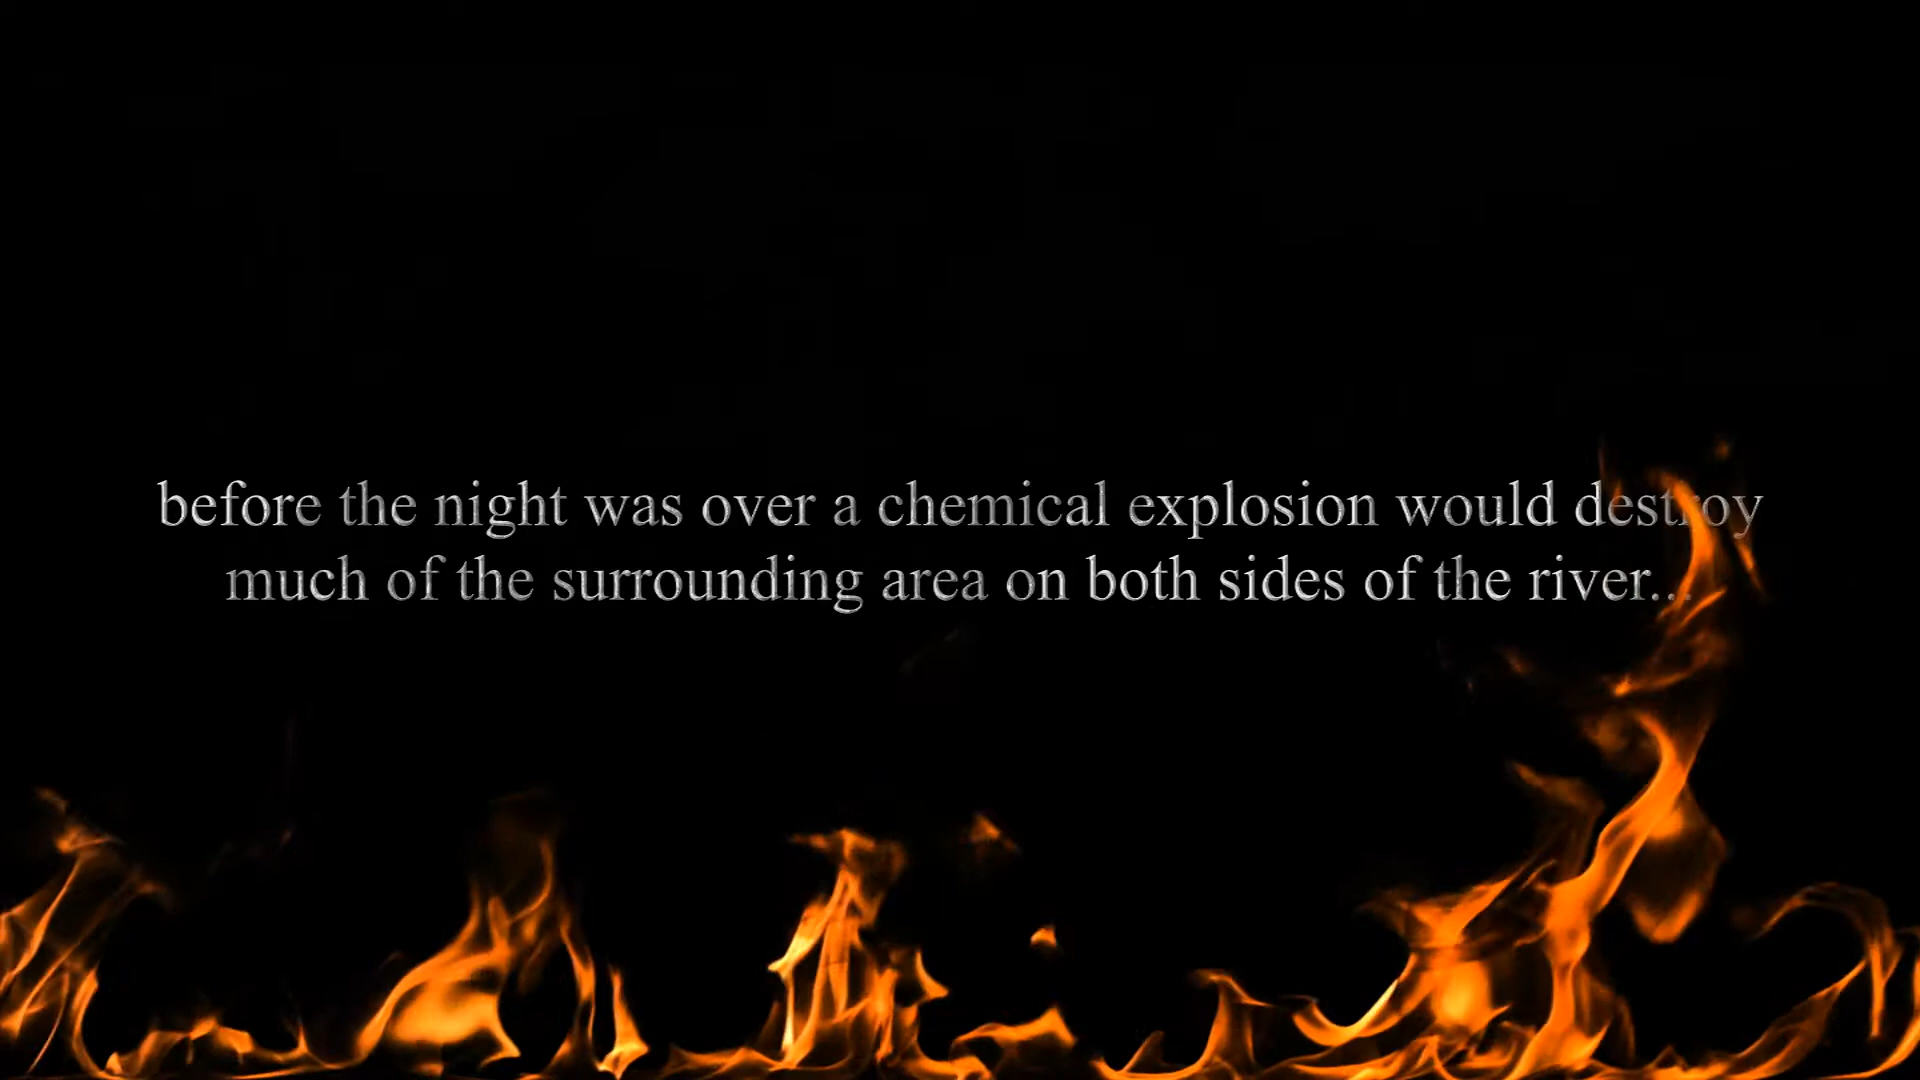 before the night was over a chemical explosion would destroy
much of the surrounding area on both sides of the river...